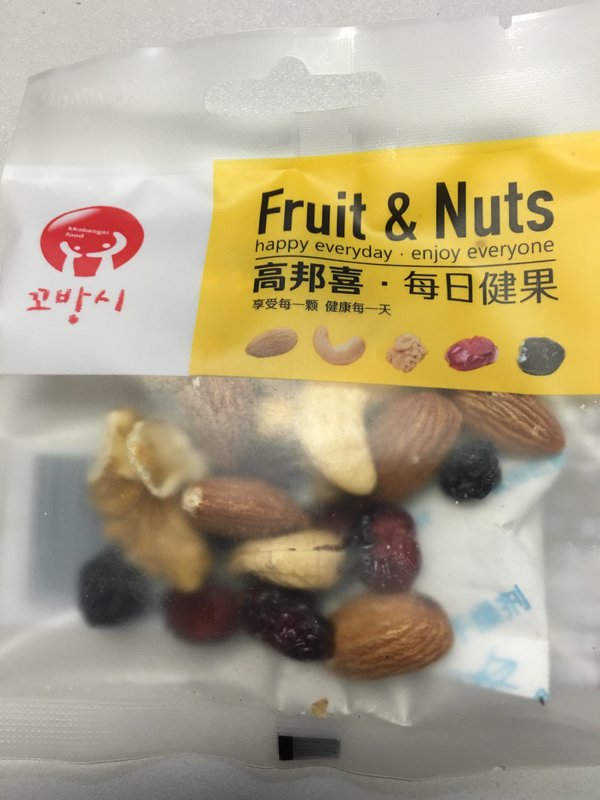 kkobangsi
food
꼬방시
Fruit & Nuts
happy everyday · enjoy everyone
高邦喜·每日健果
享受每一颗 健康每一天